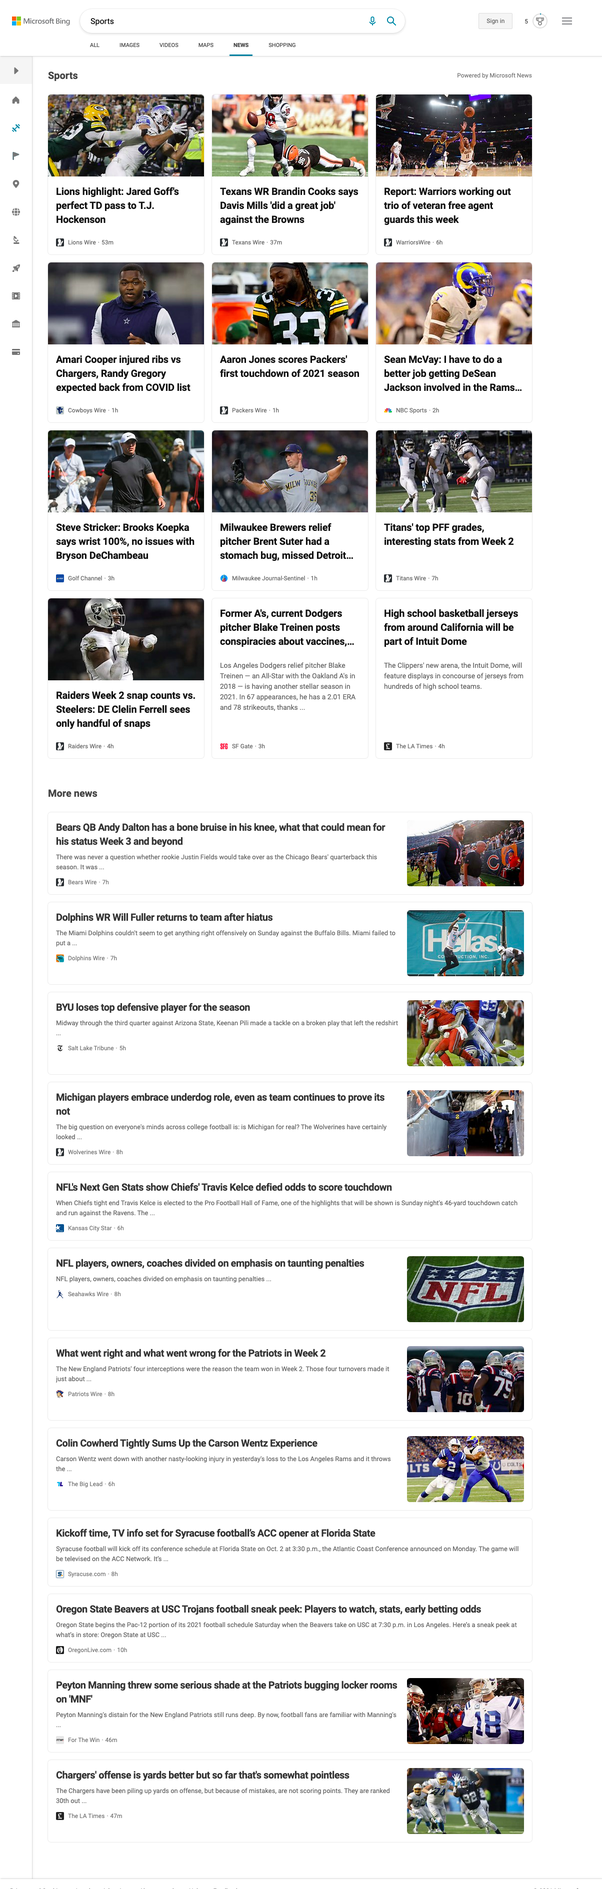 Microsoft Bing
Sports
Sign in
5
ALL IMAGES VIDEOS MAPS NEWS SHOPPING
Sports
Powered by Microsoft News
Lions highlight: Jared Goff's
perfect TD pass to T.J.
Hockenson
Lions Wire · 53m
Texans WR Brandin Cooks says
Davis Mills 'did a great job'
against the Browns
Texans Wire · 37m
Report: Warriors working out
trio of veteran free agent
guards this week
WarriorsWire · 6h
Amari Cooper injured ribs vs
Chargers, Randy Gregory
expected back from COVID list
Cowboys Wire · 1h
33
Aaron Jones scores Packers'
first touchdown of 2021 season
Packers Wire · 1h
Sean McVay: I have to do a
better job getting DeSean
Jackson involved in the Rams...
NBC Sports · 2h
Steve Stricker: Brooks Koepka
says wrist 100%, no issues with
Bryson DeChambeau
Golf Channel · 3h
35
Milwaukee Brewers relief
pitcher Brent Suter had a
stomach bug, missed Detroit...
Milwaukee Journal-Sentinel · 1h
Titans' top PFF grades,
interesting stats from Week 2
Titans Wire · 7h
Raiders Week 2 snap counts vs.
Steelers: DE Clelin Ferrell sees
only handful of snaps
Raiders Wire · 4h
Former A's, current Dodgers
pitcher Blake Treinen posts
conspiracies about vaccines,...
Los Angeles Dodgers relief pitcher Blake
Treinen — an All-Star with the Oakland A's in
2018 — is having another stellar season in
2021. In 67 appearances, he has a 2.01 ERA
and 78 strikeouts, thanks ...
SF Gate · 3h
High school basketball jerseys
from around California will be
part of Intuit Dome
The Clippers' new arena, the Intuit Dome, will
feature displays in concourse of jerseys from
hundreds of high school teams.
The LA Times · 4h
More news
Bears QB Andy Dalton has a bone bruise in his knee, what that could mean for
his status Week 3 and beyond
There was never a question whether rookie Justin Fields would take over as the Chicago Bears' quarterback this
season. It was ...
Bears Wire · 7h
Dolphins WR Will Fuller returns to team after hiatus
The Miami Dolphins couldn't seem to get anything right offensively on Sunday against the Buffalo Bills. Miami failed to
put a ...
Dolphins Wire · 7h
Hellas
CONSTRUCTION, INC.
BYU loses top defensive player for the season
Midway through the third quarter against Arizona State, Keenan Pili made a tackle on a broken play that left the redshirt
...
Salt Lake Tribune · 5h
33
Michigan players embrace underdog role, even as team continues to prove its
not
The big question on everyone's minds across college football is: is Michigan for real? The Wolverines have certainly
looked ...
Wolverines Wire · 8h
NFL's Next Gen Stats show Chiefs' Travis Kelce defied odds to score touchdown
When Chiefs tight end Travis Kelce is elected to the Pro Football Hall of Fame, one of the highlights that will be shown is Sunday night's 46-yard touchdown catch
and run against the Ravens. The ...
Kansas City Star · 6h
NFL players, owners, coaches divided on emphasis on taunting penalties
NFL players, owners, coaches divided on emphasis on taunting penalties ...
Seahawks Wire · 8h
NFL
What went right and what went wrong for the Patriots in Week 2
The New England Patriots' four interceptions were the reason the team won in Week 2. Those four turnovers made it
just about ...
Patriots Wire · 8h
81 10 75
Colin Cowherd Tightly Sums Up the Carson Wentz Experience
Carson Wentz went down with another nasty-looking injury in yesterday's loss to the Los Angeles Rams and it throws
the ...
The Big Lead · 6h
2
COLTS
Kickoff time, TV info set for Syracuse football's ACC opener at Florida State
Syracuse football will kick off its conference schedule at Florida State on Oct. 2 at 3:30 p.m., the Atlantic Coast Conference announced on Monday. The game will
be televised on the ACC Network. It's ...
Syracuse.com · 8h
Oregon State Beavers at USC Trojans football sneak peek: Players to watch, stats, early betting odds
Oregon State begins the Pac-12 portion of its 2021 football schedule Saturday when the Beavers take on USC at 7:30 p.m. in Los Angeles. Here's a sneak peek at
what's in store: Oregon State at USC ...
OregonLive.com · 10h
Peyton Manning threw some serious shade at the Patriots bugging locker rooms
on 'MNF'
Peyton Manning's distain for the New England Patriots still runs deep. By now, football fans are familiar with Manning's
...
For The Win · 46m
18
Chargers' offense is yards better but so far that's somewhat pointless
The Chargers have been piling up yards on offense, but because of mistakes, are not scoring points. They are ranked
30th out ...
The LA Times · 47m